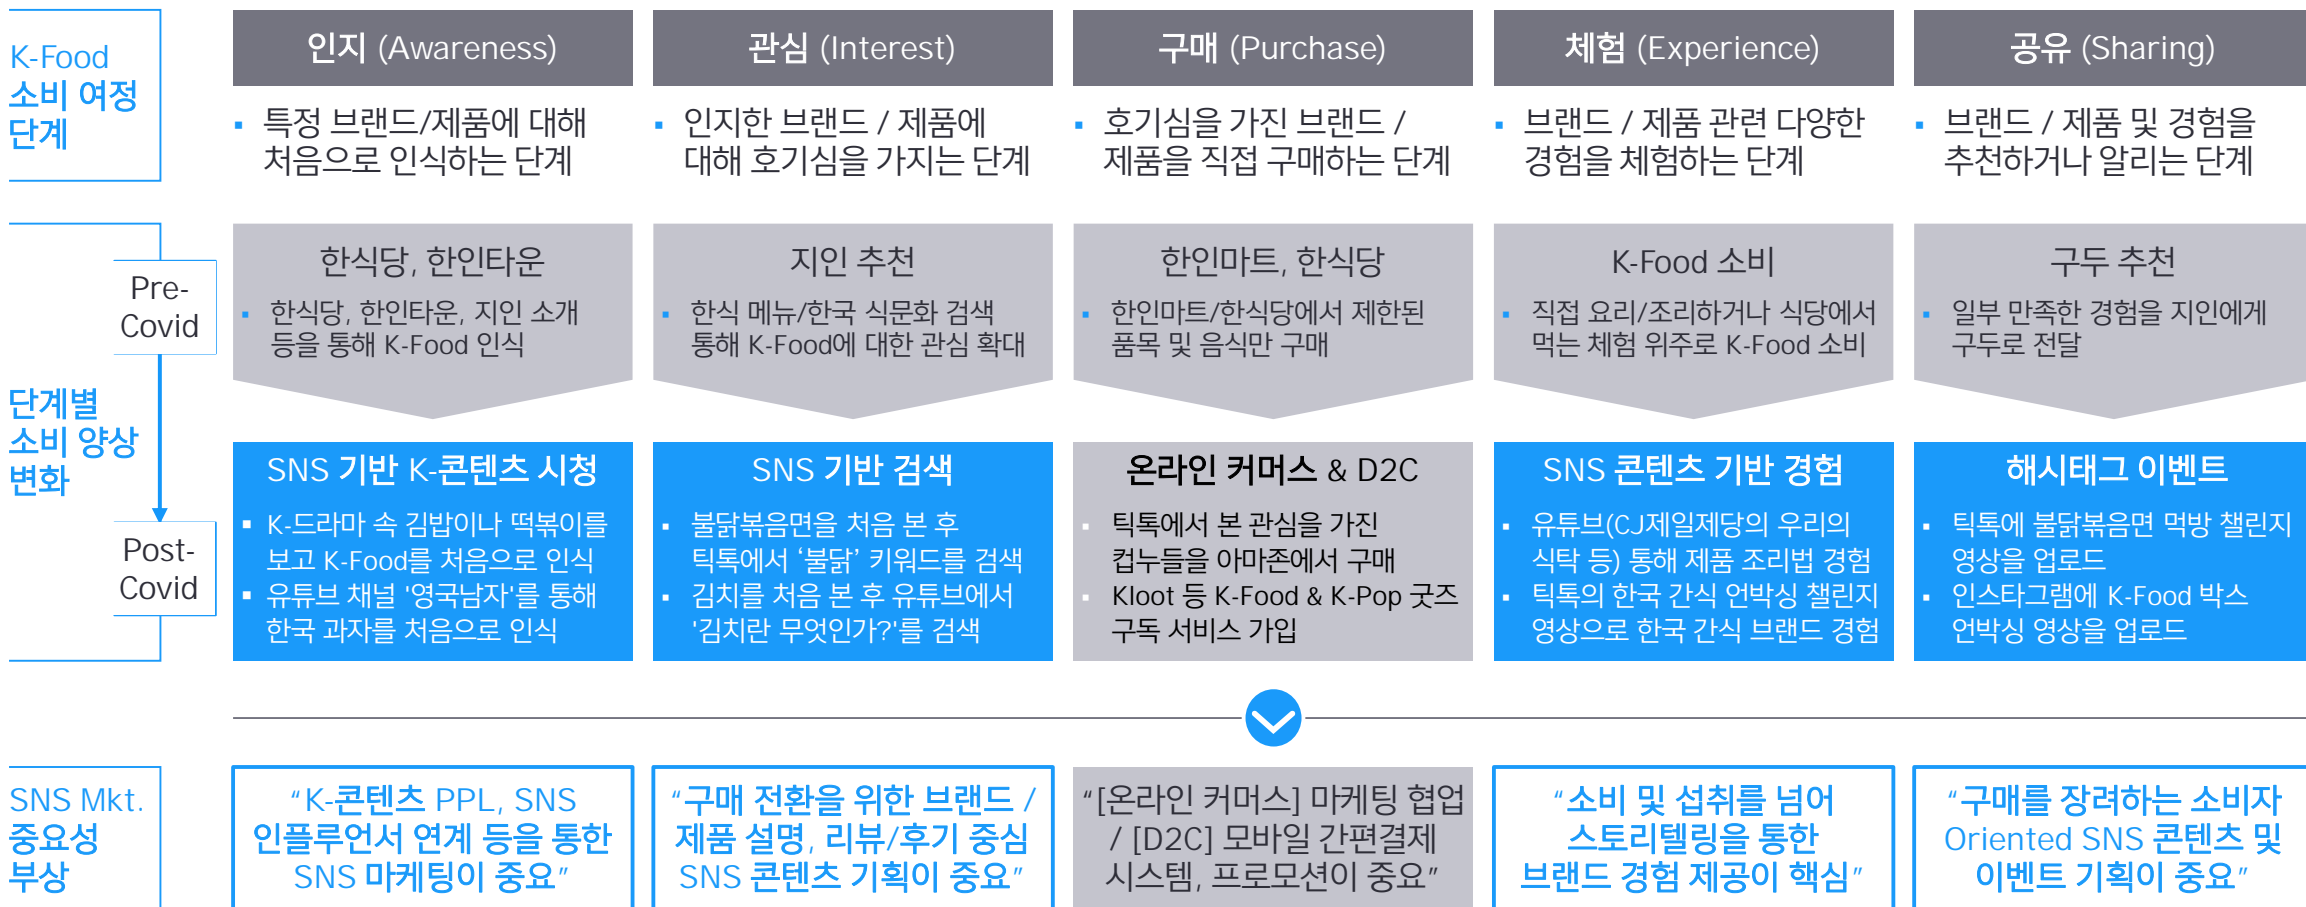 K-Food
소비 여정
단계
인지 (Awareness)
관심 (Interest)
구매 (Purchase)
체험 (Experience)
공유 (Sharing)
▪ 특정 브랜드/제품에 대해
처음으로 인식하는 단계
▪ 인지한 브랜드 / 제품에
대해 호기심을 가지는 단계
▪ 호기심을 가진 브랜드 /
제품을 직접 구매하는 단계
▪ 브랜드 / 제품 관련 다양한
경험을 체험하는 단계
▪ 브랜드 / 제품 및 경험을
추천하거나 알리는 단계
단계별
소비 양상
변화
Pre-
Covid
한식당, 한인타운
▪ 한식당, 한인타운, 지인 소개
등을 통해 K-Food 인식
지인 추천
▪ 한식 메뉴/한국 식문화 검색
통해 K-Food에 대한 관심 확대
한인마트, 한식당
▪ 한인마트/한식당에서 제한된
품목 및 음식만 구매
K-Food 소비
▪ 직접 요리/조리하거나 식당에서
먹는 체험 위주로 K-Food 소비
구두 추천
▪ 일부 만족한 경험을 지인에게
구두로 전달
Post-
Covid
SNS 기반 K-콘텐츠 시청
▪ K-드라마 속 김밥이나 떡볶이를
보고 K-Food를 처음으로 인식
▪ 유튜브 채널 '영국남자'를 통해
한국 과자를 처음으로 인식
SNS 기반 검색
▪ 불닭볶음면을 처음 본 후
틱톡에서 ‘불닭’ 키워드를 검색
▪ 김치를 처음 본 후 유튜브에서
'김치란 무엇인가?'를 검색
온라인 커머스 & D2C
▪ 틱톡에서 본 관심을 가진
컵누들을 아마존에서 구매
▪ Kloot 등 K-Food & K-Pop 굿즈
구독 서비스 가입
SNS 콘텐츠 기반 경험
▪ 유튜브(CJ제일제당의 우리의
식탁 등) 통해 제품 조리법 경험
▪ 틱톡의 한국 간식 언박싱 챌린지
영상으로 한국 간식 브랜드 경험
해시태그 이벤트
▪ 틱톡에 불닭볶음면 먹방 챌린지
영상을 업로드
▪ 인스타그램에 K-Food 박스
언박싱 영상을 업로드
SNS Mkt.
중요성
부상
“K-콘텐츠 PPL, SNS
인플루언서 연계 등을 통한
SNS 마케팅이 중요”
“구매 전환을 위한 브랜드 /
제품 설명, 리뷰/후기 중심
SNS 콘텐츠 기획이 중요”
“[온라인 커머스] 마케팅 협업
/ [D2C] 모바일 간편결제
시스템, 프로모션이 중요”
“소비 및 섭취를 넘어
스토리텔링을 통한
브랜드 경험 제공이 핵심”
“구매를 장려하는 소비자
Oriented SNS 콘텐츠 및
이벤트 기획이 중요”